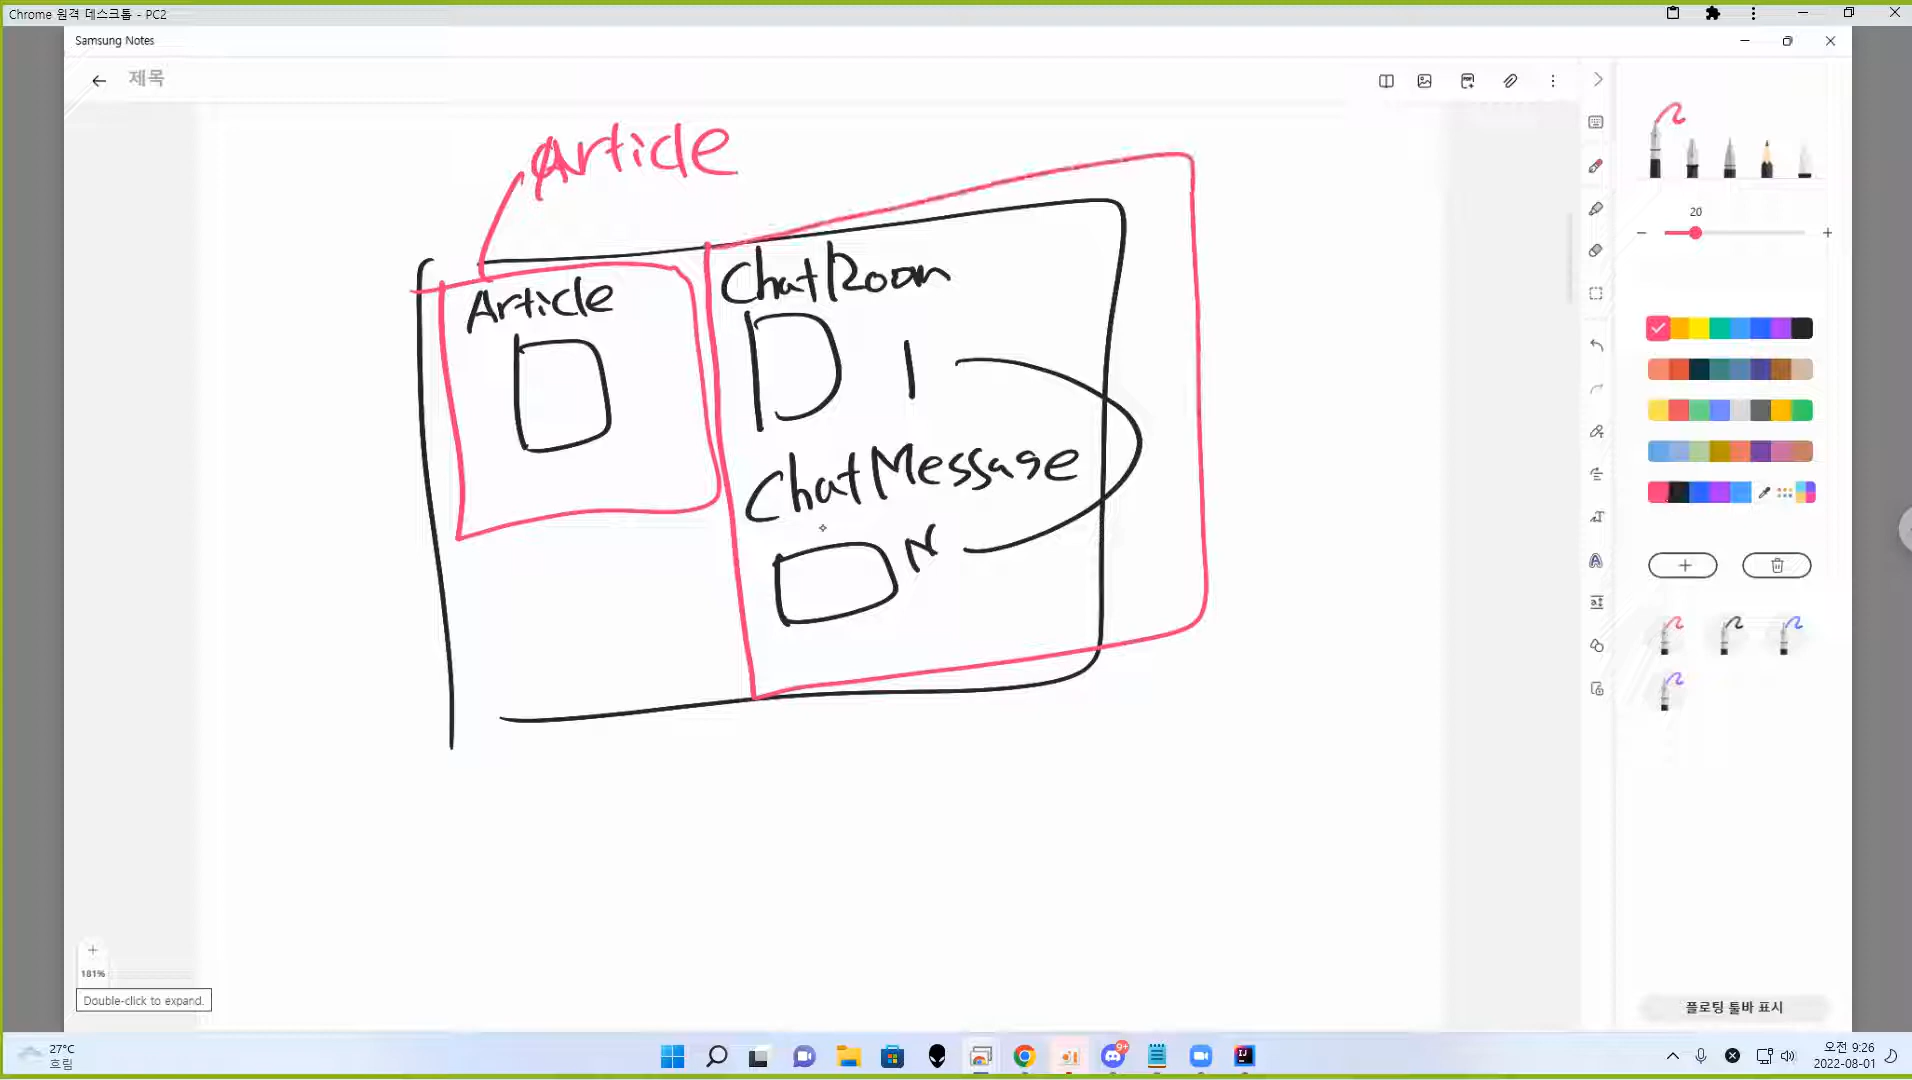 Chrome 원격 데스크톱 - PC2
Samsung Notes
제목
Article
20
ChatRoom
Article
1
ChatMessage
N
181%
Double-click to expand.
플로팅 툴바 표시
27°C
흐림
9+
오전 9:26
2022-08-01